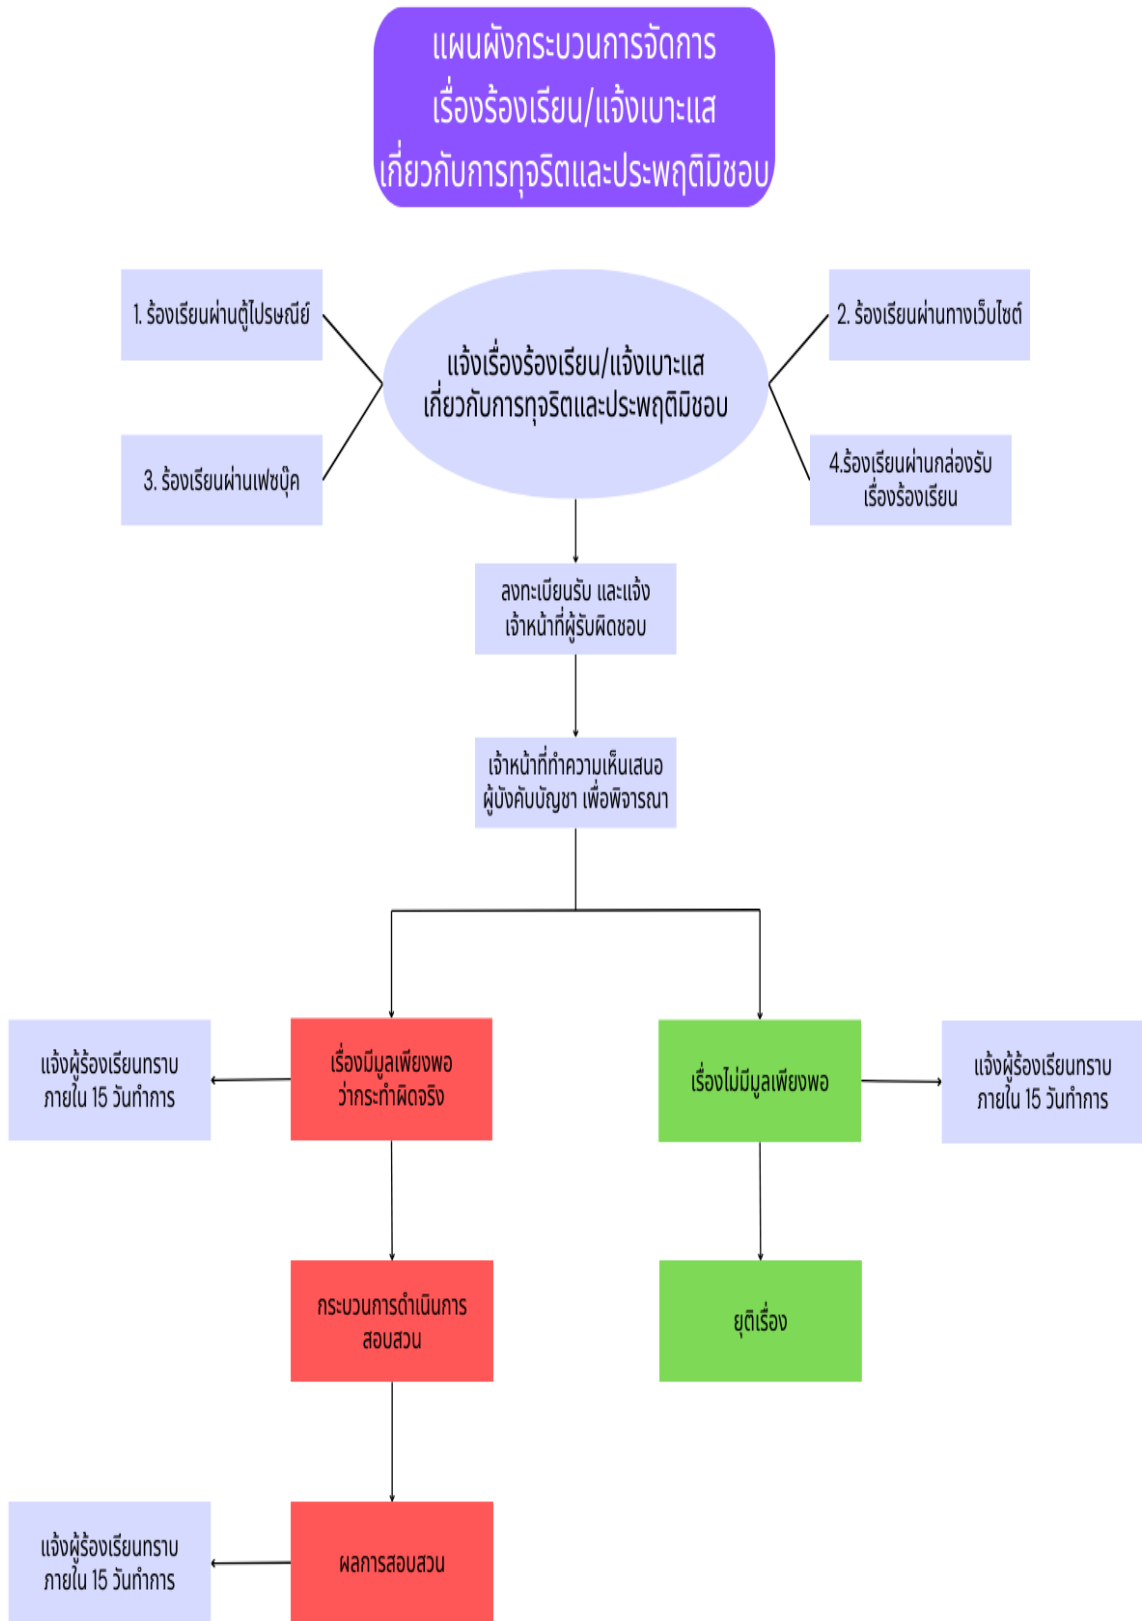 แผนผังกระบวนการจัดการ
เรื่องร้องเรียน/แจ้งเบาะแส
เกี่ยวกับการทุจริตและประพฤติมิชอบ
1. ร้องเรียนผ่านตู้ไปรษณีย์
2. ร้องเรียนผ่านทางเว็บไซต์
แจ้งเรื่องร้องเรียน/แจ้งเบาะแส
เกี่ยวกับการทุจริตและประพฤติมิชอบ
3. ร้องเรียนผ่านเฟซบุ๊ค
4.ร้องเรียนผ่านกล่องรับ
เรื่องร้องเรียน
ลงทะเบียนรับ และแจ้ง
เจ้าหน้าที่ผู้รับผิดชอบ
เจ้าหน้าที่ทำความเห็นเสนอ
ผู้บังคับบัญชา เพื่อพิจารณา
แจ้งผู้ร้องเรียนทราบ
ภายใน 15 วันทำการ
เรื่องมีมูลเพียงพอ
ว่ากระทำผิดจริง
เรื่องไม่มีมูลเพียงพอ
แจ้งผู้ร้องเรียนทราบ
ภายใน 15 วันทำการ
กระบวนการดำเนินการ
สอบสวน
ยุติเรื่อง
แจ้งผู้ร้องเรียนทราบ
ภายใน 15 วันทำการ
ผลการสอบสวน